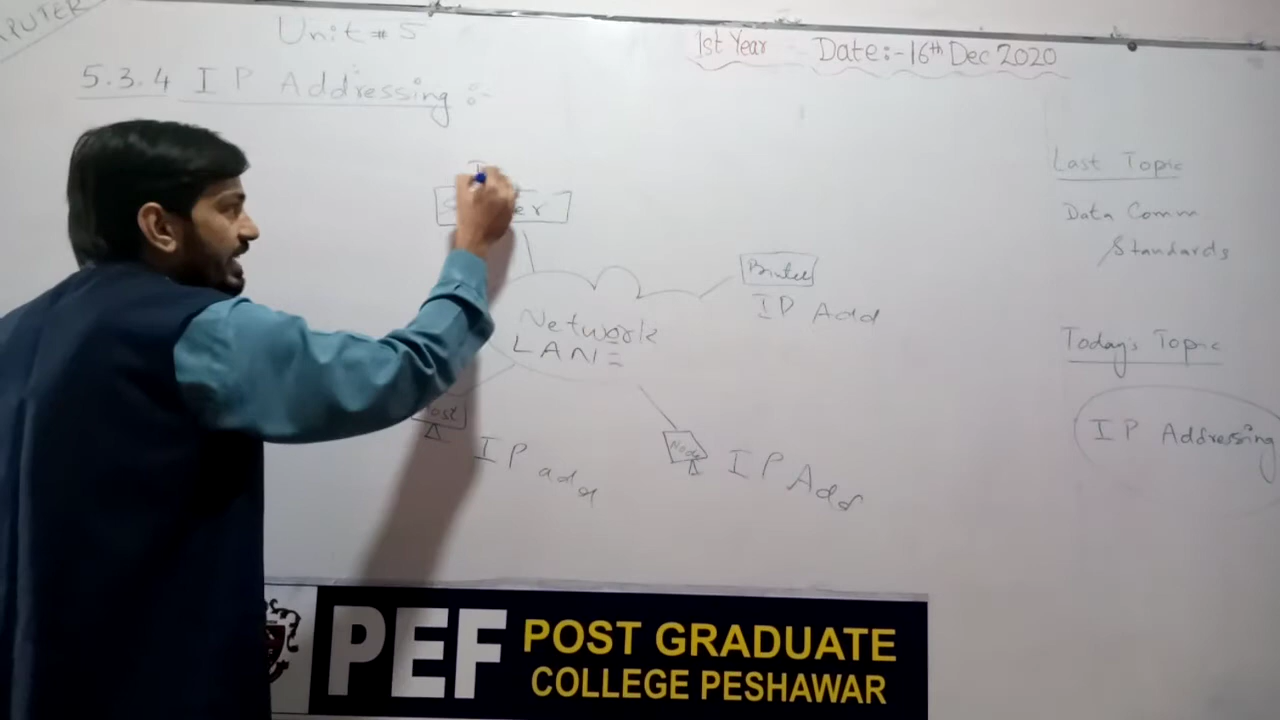 PUTER
Unit # 5
1st Year
Date:-16th Dec 2020
5.3.4 IP Addressing :-
Last Topic
Data Comm
Standards
IP Add
Network
LAN =
Today's Topic
IP Addressing
Host
IP add
Node
IP Add
PEF POST GRADUATE
COLLEGE PESHAWAR